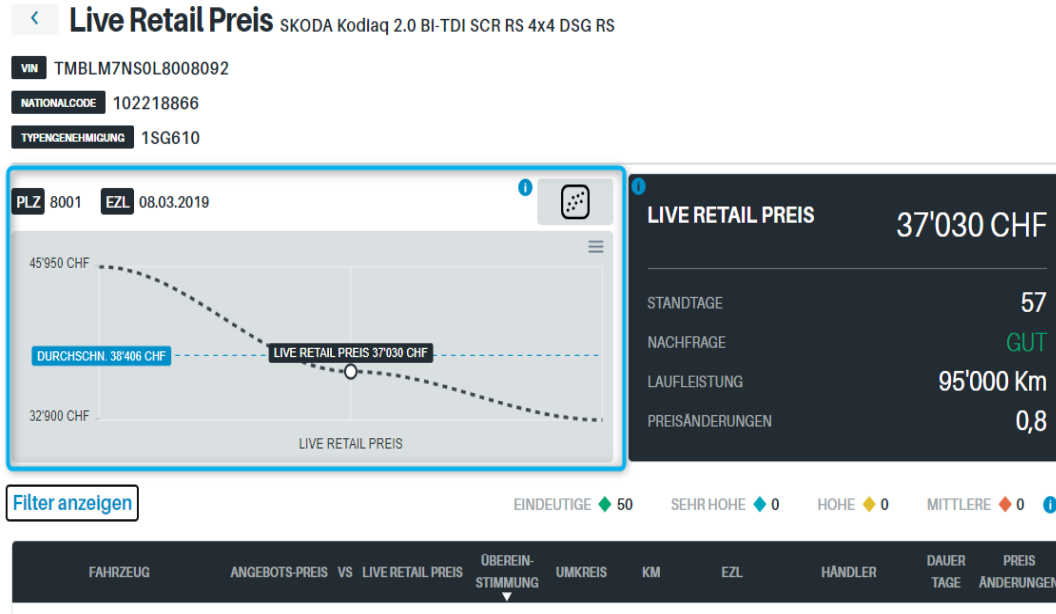 Live Retail Preis SKODA Kodiaq 2.0 BI-TDI SCR RS 4x4 DSG RS
VIN TMBLM7NS0L8008092
NATIONALCODE 102218866
TYPENGENEHMIGUNG 1SG610
PLZ 8001 EZL 08.03.2019
45'950 CHF
DURCHSCHN. 38'406 CHF
LIVE RETAIL PREIS 37'030 CHF
32'900 CHF
LIVE RETAIL PREIS
LIVE RETAIL PREIS 37'030 CHF
STANDTAGE 57
NACHFRAGE GUT
LAUFLEISTUNG 95'000 Km
PREISÄNDERUNGEN 0,8
Filter anzeigen
EINDEUTIGE 50 SEHR HOHE 0 HOHE 0 MITTLERE 0
FAHRZEUG ANGEBOTS-PREIS VS LIVE RETAIL PREIS ÜBEREIN-STIMMUNG UMKREIS KM EZL HÄNDLER DAUER TAGE PREIS ÄNDERUNGEN